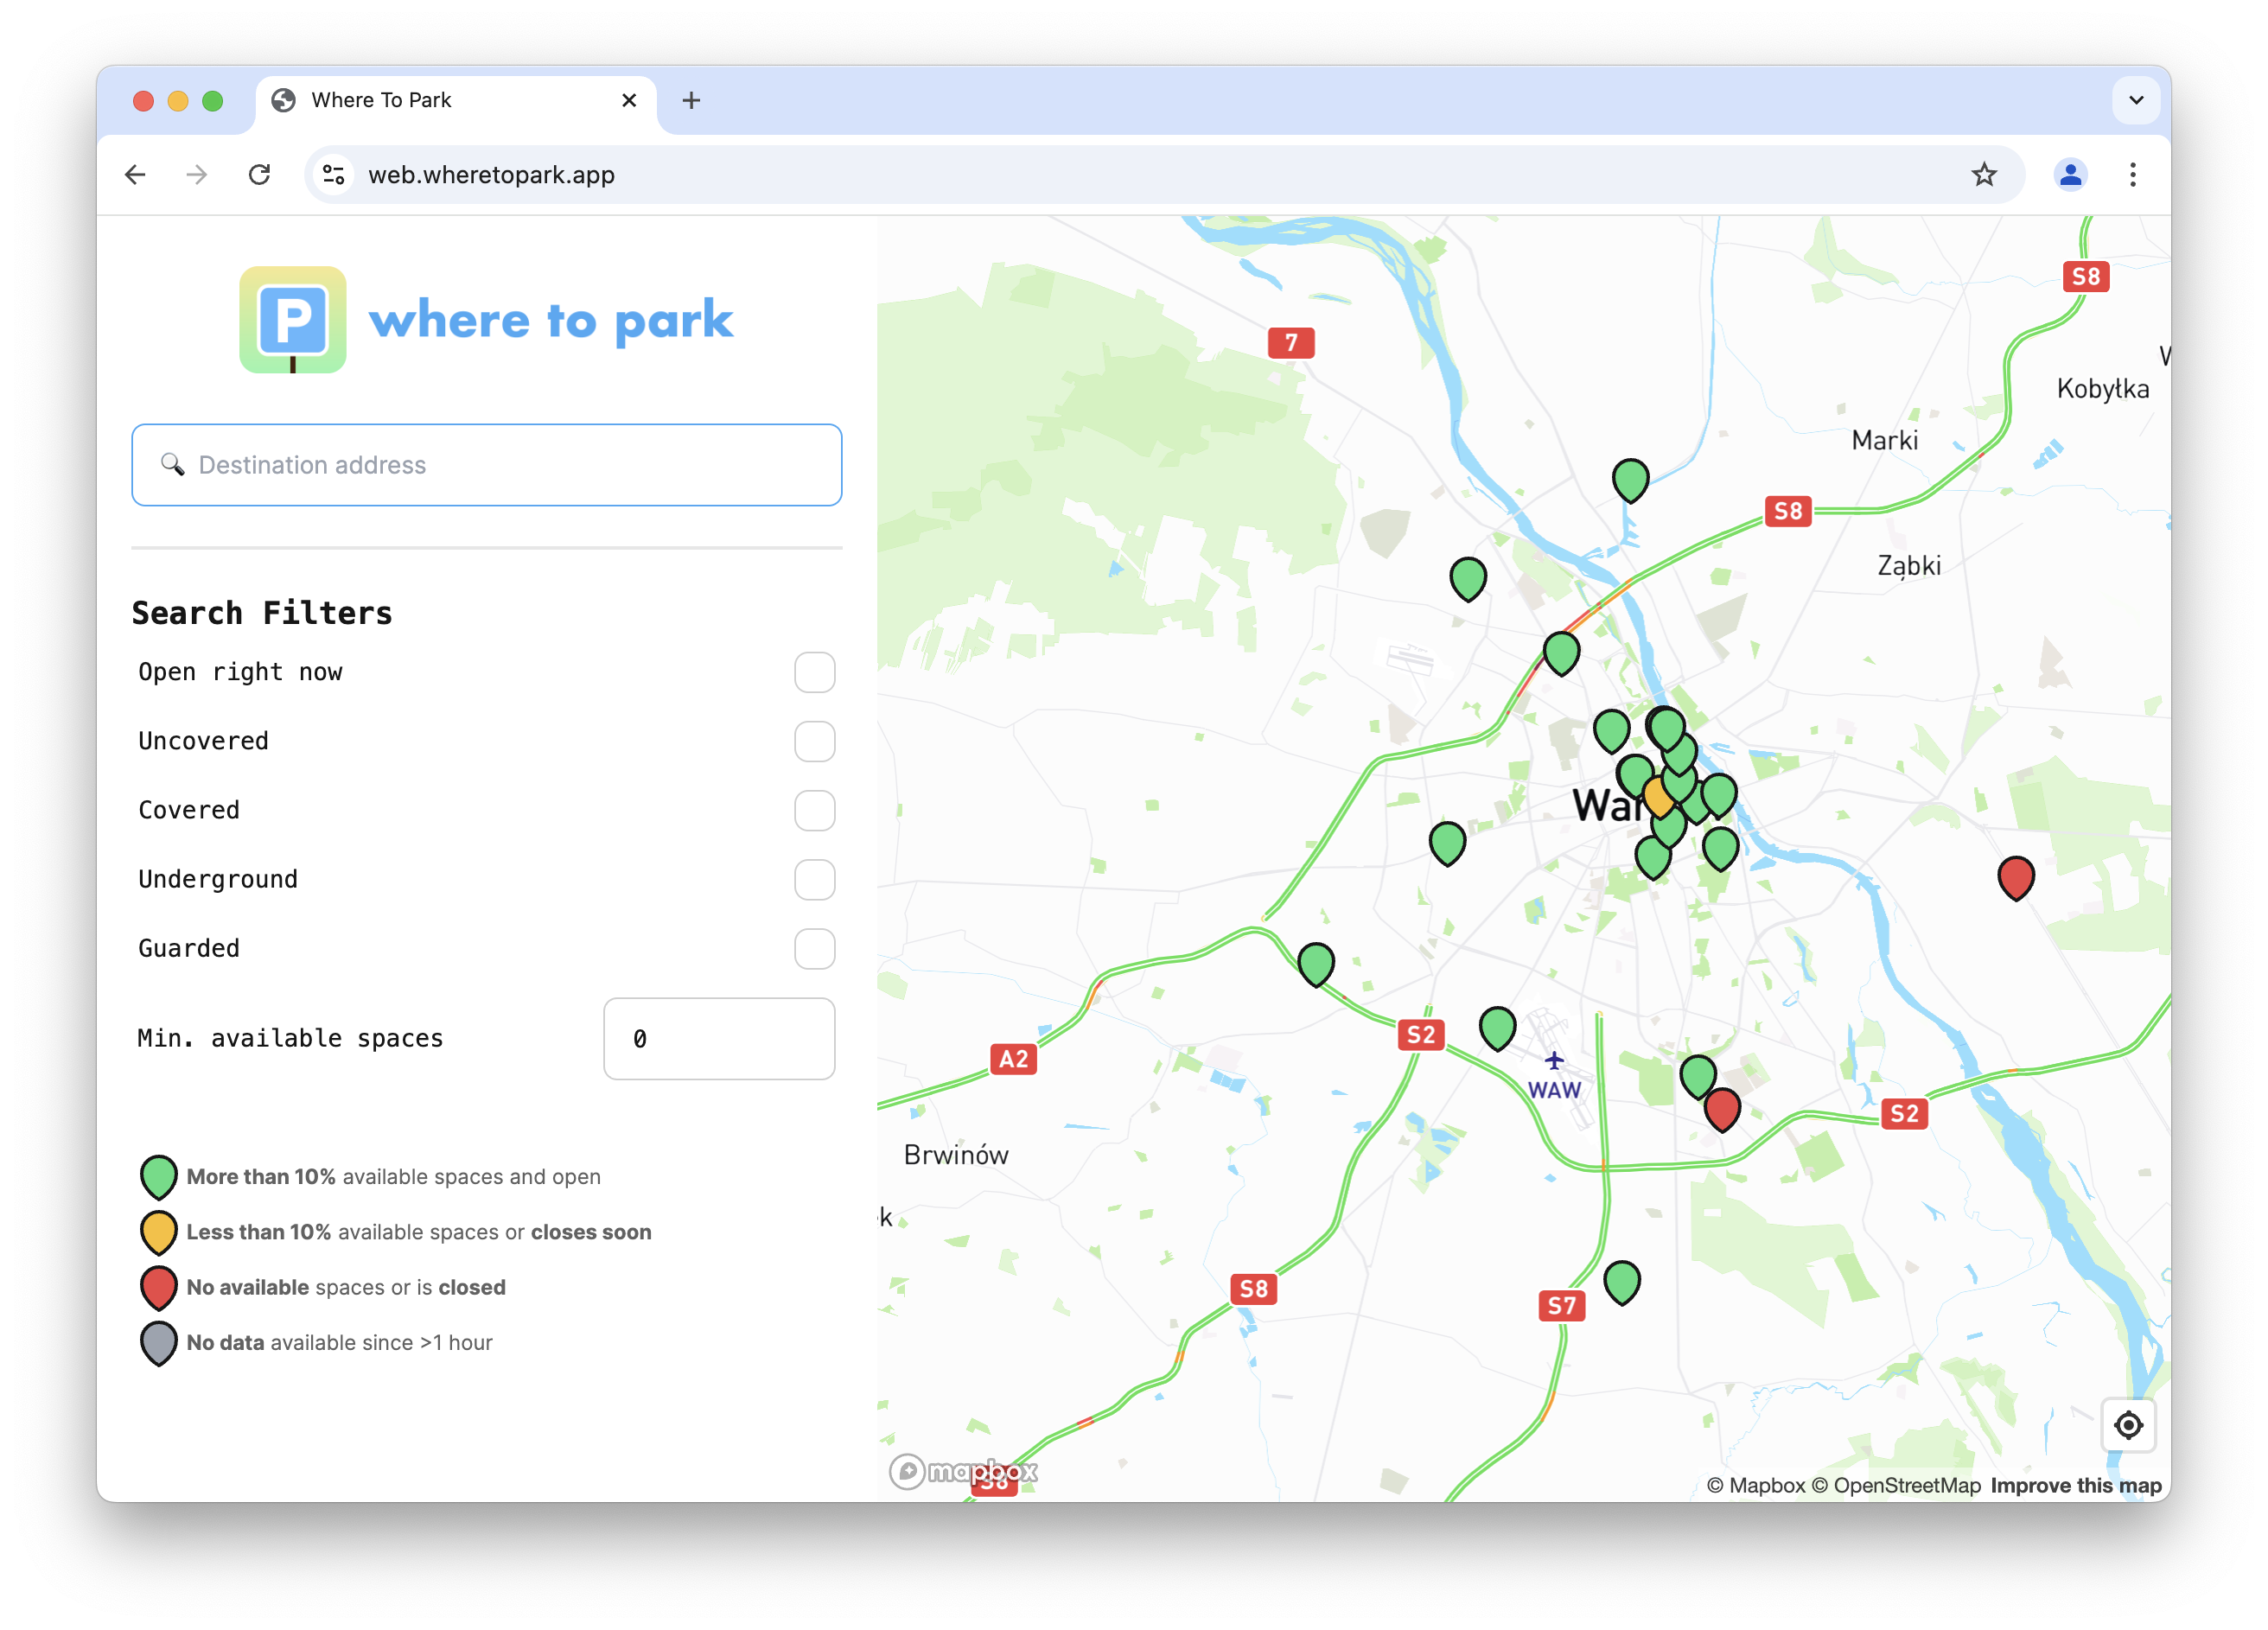 Where To Park
web.wheretopark.app
P where to park
Destination address
Search Filters
Open right now
Uncovered
Covered
Underground
Guarded
Min. available spaces 0
More than 10% available spaces and open
Less than 10% available spaces or closes soon
No available spaces or is closed
No data available since >1 hour
S8
7
W
Kobyłka
Marki
S8
Ząbki
War
S2
A2
WAW
S2
Brwinów
k
S8
S7
mapbox
S8
© Mapbox © OpenStreetMap Improve this map